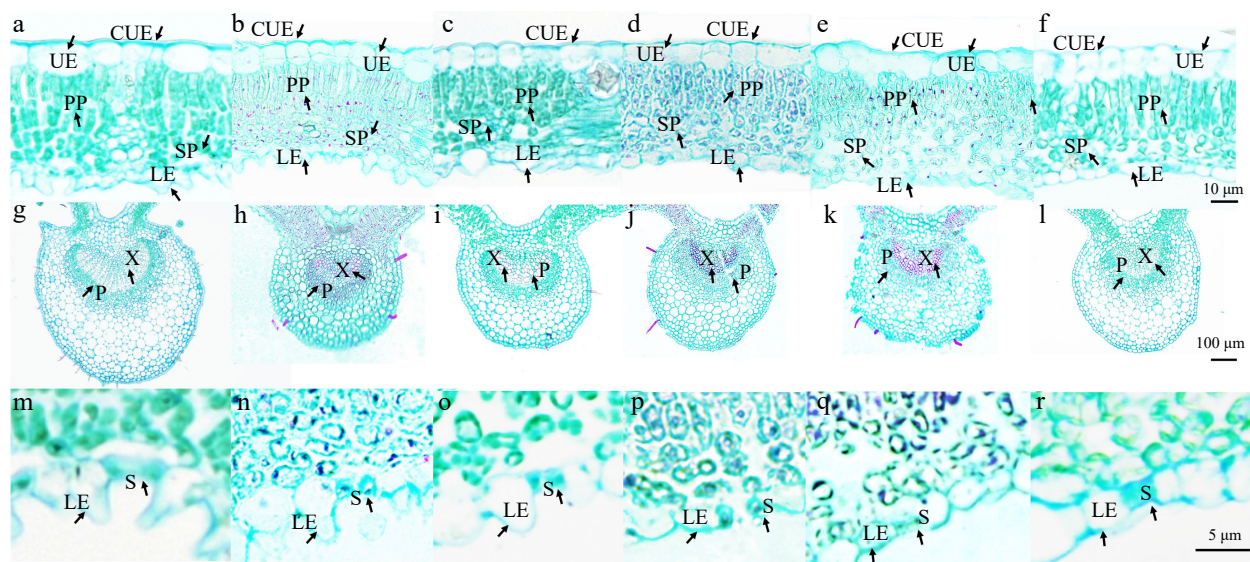 a CUE UE PP SP LE
b CUE UE PP SP LE
c CUE PP SP LE
d CUE UE PP SP LE
e CUE UE PP SP LE
f CUE UE PP SP LE
10 μm
g X P
h X P
i X P
j X P
k P X
l X P
100 μm
m LE S
n LE S
o LE S
p LE S
q LE S
r LE S
5 μm